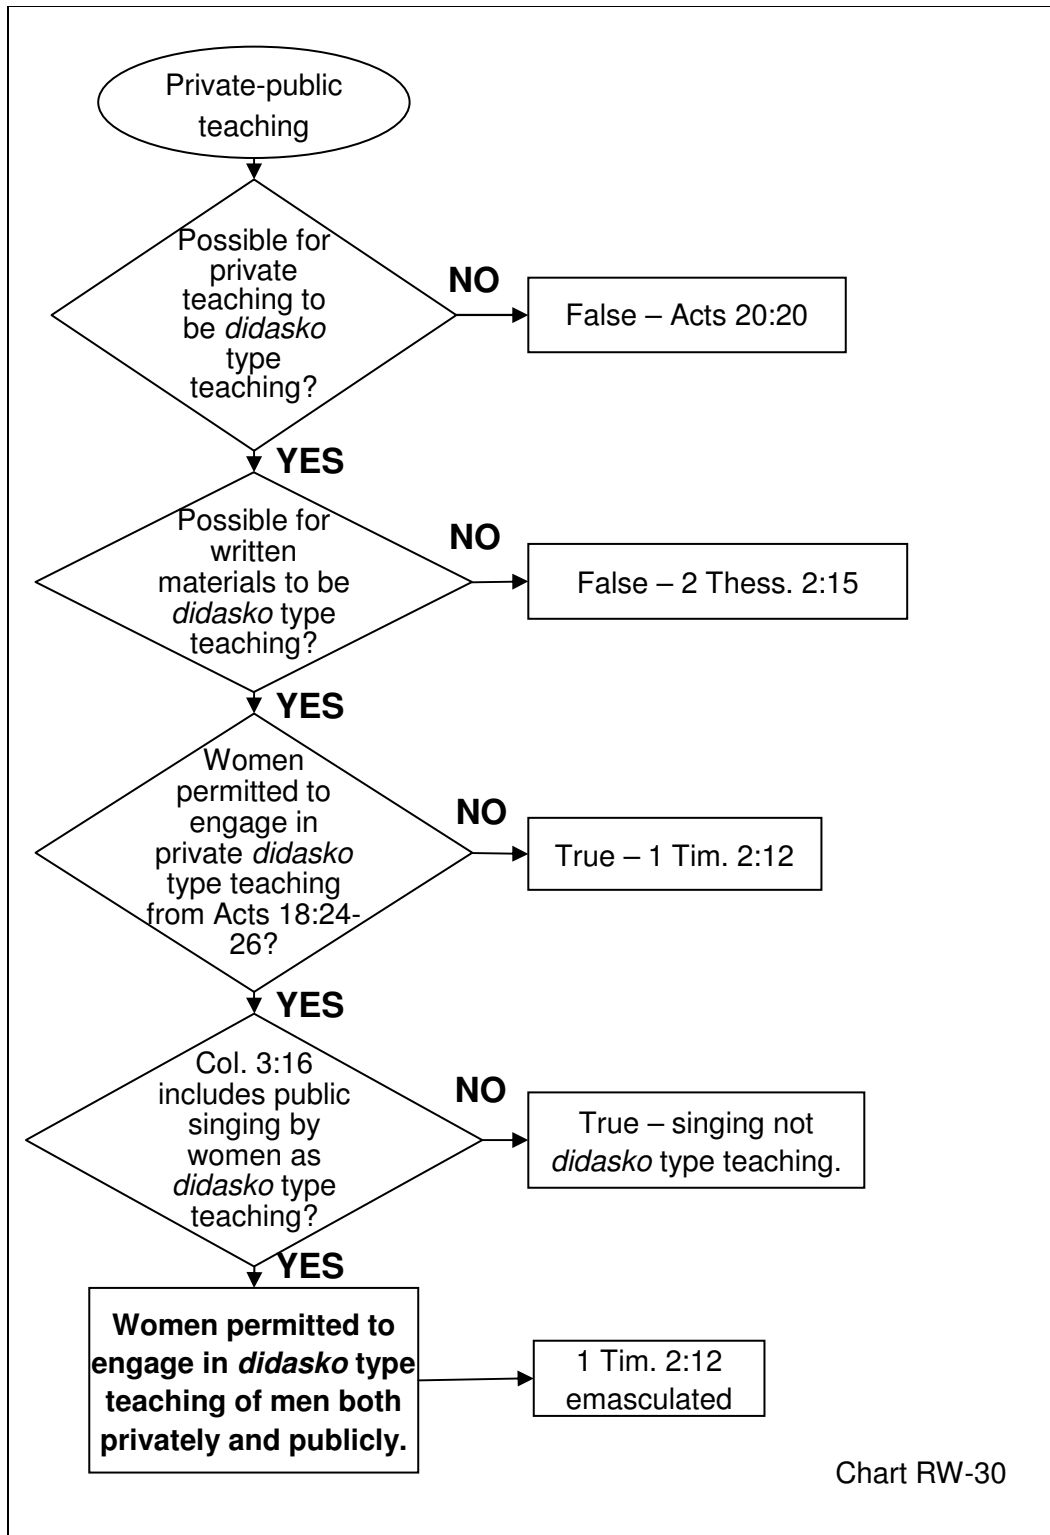 Private-public
teaching
Possible for
private
teaching to
be didasko
type
teaching?
NO
False – Acts 20:20
YES
Possible for
written
materials to be
didasko type
teaching?
NO
False – 2 Thess. 2:15
YES
Women
permitted to
engage in
private didasko
type teaching
from Acts 18:24-
26?
NO
True – 1 Tim. 2:12
YES
Col. 3:16
includes public
singing by
women as
didasko type
teaching?
NO
True – singing not
didasko type teaching.
YES
Women permitted to
engage in didasko type
teaching of men both
privately and publicly.
1 Tim. 2:12
emasculated
Chart RW-30